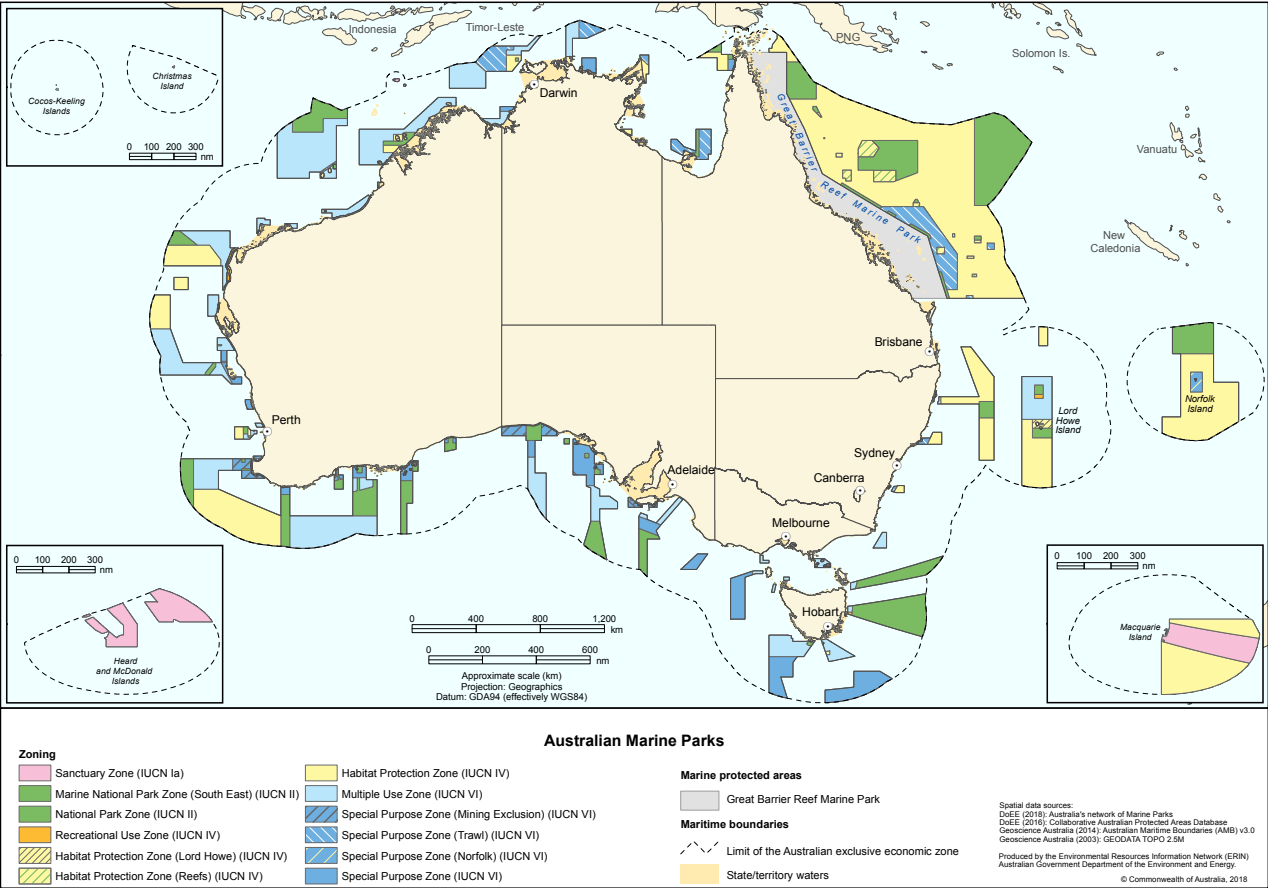 Indonesia
Timor-Leste
PNG
Solomon Is.
Vanuatu
New
Caledonia
Cocos-Keeling
Islands
Christmas
Island
0 100 200 300
nm
Darwin
Great Barrier Reef Marine Park
Brisbane
Perth
Lord
Howe
Island
Norfolk
Island
Sydney
Adelaide
Canberra
Melbourne
Hobart
0 100 200 300
nm
Heard
and McDonald
Islands
0 400 800 1,200
km
0 200 400 600
nm
Approximate scale (km)
Projection: Geographics
Datum: GDA94 (effectively WGS84)
0 100 200 300
nm
Macquarie
Island
Australian Marine Parks
Zoning
Sanctuary Zone (IUCN Ia)
Marine National Park Zone (South East) (IUCN II)
National Park Zone (IUCN II)
Recreational Use Zone (IUCN IV)
Habitat Protection Zone (Lord Howe) (IUCN IV)
Habitat Protection Zone (Reefs) (IUCN IV)
Habitat Protection Zone (IUCN IV)
Multiple Use Zone (IUCN VI)
Special Purpose Zone (Mining Exclusion) (IUCN VI)
Special Purpose Zone (Trawl) (IUCN VI)
Special Purpose Zone (Norfolk) (IUCN VI)
Special Purpose Zone (IUCN VI)
Marine protected areas
Great Barrier Reef Marine Park
Maritime boundaries
Limit of the Australian exclusive economic zone
State/territory waters
Spatial data sources:
DoEE (2018): Australia's network of Marine Parks
DoEE (2016): Collaborative Australian Protected Areas Database
Geoscience Australia (2014): Australian Maritime Boundaries (AMB) v3.0
Geoscience Australia (2003): GEODATA TOPO 2.5M
Produced by the Environmental Resources Information Network (ERIN)
Australian Government Department of the Environment and Energy.
© Commonwealth of Australia, 2018